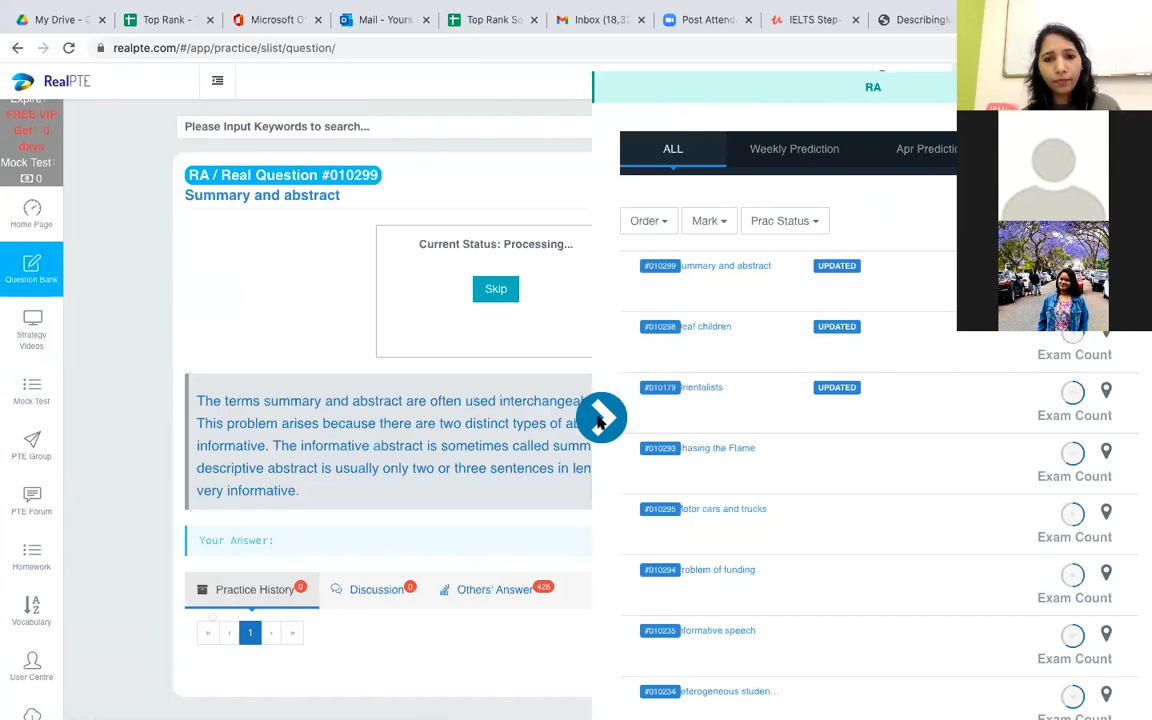 My Drive - G
Top Rank - T
Microsoft O
Mail - Yours
Top Rank So
Inbox (18,32
Post Attend
IELTS Step-
DescribingM
realpte.com/#/app/practice/slist/question/
RealPTE
Expire:
FREE VIP
Get: 0
days
Mock Test:
0
Home Page
Question Bank
Strategy
Videos
Mock Test
PTE Group
PTE Forum
Homework
Vocabulary
User Centre
Please Input Keywords to search...
RA / Real Question #010299
Summary and abstract
Current Status: Processing...
Skip
The terms summary and abstract are often used interchangea
This problem arises because there are two distinct types of a
informative. The informative abstract is sometimes called summ
descriptive abstract is usually only two or three sentences in len
very informative.
Your Answer:
Practice History 0
Discussion 0
Others' Answer 426
« ‹ 1 › »
RA
ALL
Weekly Prediction
Apr Predictio
Order
Mark
Prac Status
#010299 ummary and abstract UPDATED
#010298 eaf children UPDATED
Exam Count
#010179 rientalists UPDATED
Exam Count
#010293 hasing the Flame
Exam Count
#010295 otor cars and trucks
Exam Count
#010294 roblem of funding
Exam Count
#010235 nformative speech
Exam Count
#010234 eterogeneous studen...